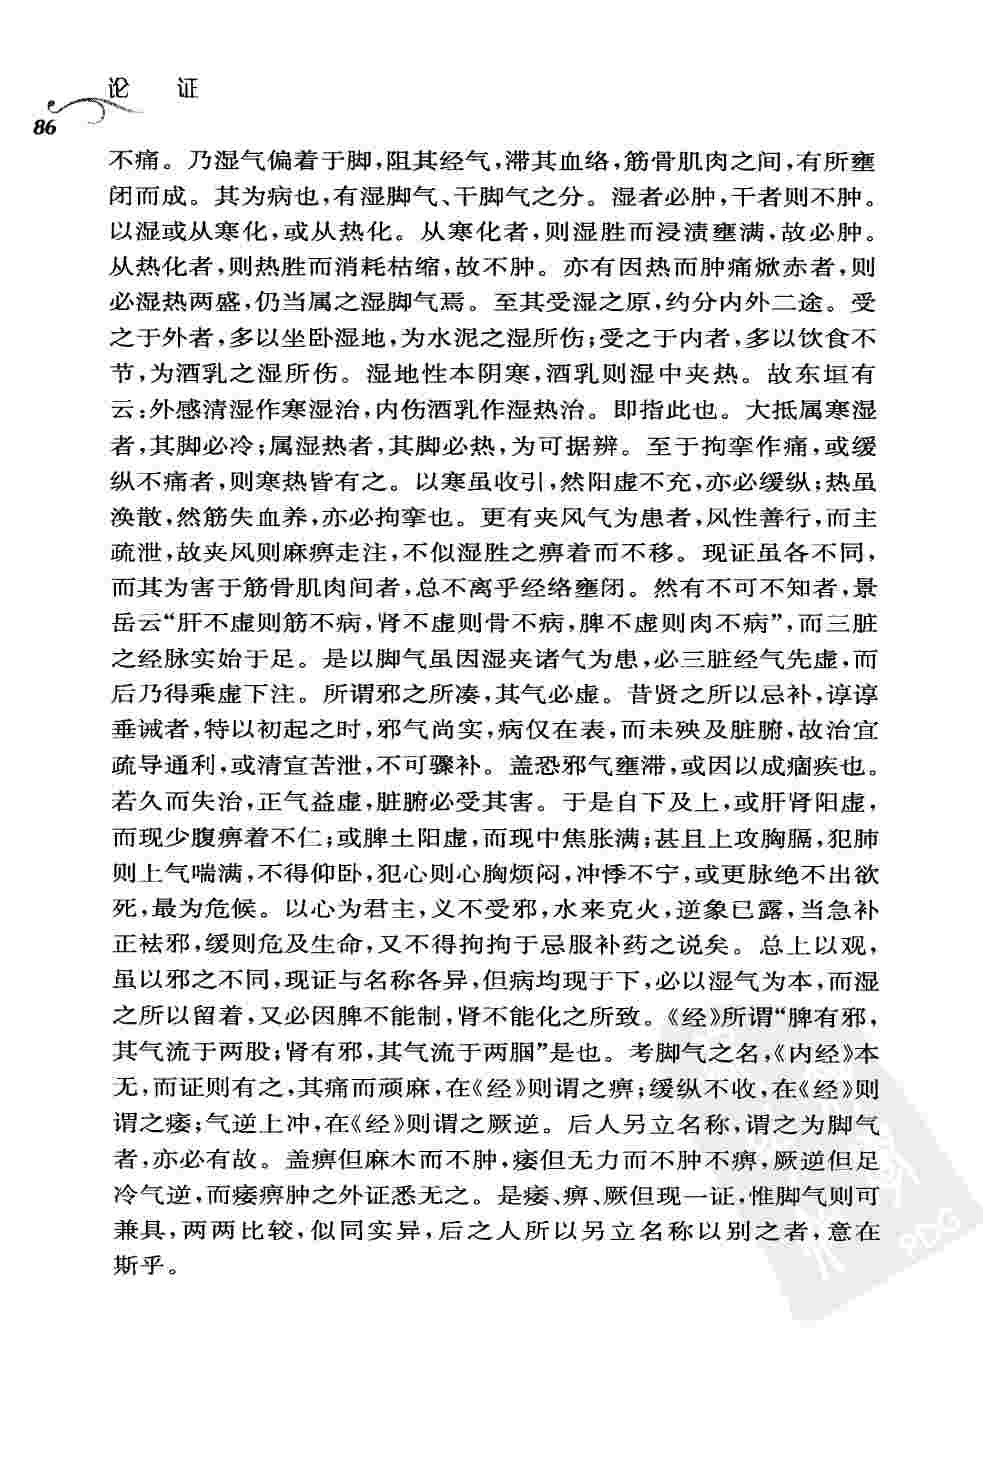 论 证
86
不痛。乃湿气偏着于脚,阻其经气,滞其血络,筋骨肌肉之间,有所壅
闭而成。其为病也,有湿脚气、干脚气之分。湿者必肿,干者则不肿。
以湿或从寒化,或从热化。从寒化者,则湿胜而浸渍壅满,故必肿。
从热化者,则热胜而消耗枯缩,故不肿。亦有因热而肿痛焮赤者,则
必湿热两盛,仍当属之湿脚气焉。至其受湿之原,约分内外二途。受
之于外者,多以坐卧湿地,为水泥之湿所伤;受之于内者,多以饮食不
节,为酒乳之湿所伤。湿地性本阴寒,酒乳则湿中夹热。故东垣有
云:外感清湿作寒湿治,内伤酒乳作湿热治。即指此也。大抵属寒湿
者,其脚必冷;属湿热者,其脚必热,为可据辨。至于拘挛作痛,或缓
纵不痛者,则寒热皆有之。以寒虽收引,然阳虚不充,亦必缓纵;热虽
涣散,然筋失血养,亦必拘挛也。更有夹风气为患者,风性善行,而主
疏泄,故夹风则麻痹走注,不似湿胜之痹着而不移。现证虽各不同,
而其为害于筋骨肌肉间者,总不离乎经络壅闭。然有不可不知者,景
岳云“肝不虚则筋不病,肾不虚则骨不病,脾不虚则肉不病”,而三脏
之经脉实始于足。是以脚气虽因湿夹诸气为患,必三脏经气先虚,而
后乃得乘虚下注。所谓邪之所凑,其气必虚。昔贤之所以忌补,谆谆
垂诫者,特以初起之时,邪气尚实,病仅在表,而未殃及脏腑,故治宜
疏导通利,或清宣苦泄,不可骤补。盖恐邪气壅滞,或因以成痼疾也。
若久而失治,正气益虚,脏腑必受其害。于是自下及上,或肝肾阳虚,
而现少腹痹着不仁;或脾土阳虚,而现中焦胀满;甚且上攻胸膈,犯肺
则上气喘满,不得仰卧,犯心则心胸烦闷,冲悸不宁,或更脉绝不出欲
死,最为危候。以心为君主,义不受邪,水来克火,逆象已露,当急补
正袪邪,缓则危及生命,又不得拘拘于忌服补药之说矣。总上以观,
虽以邪之不同,现证与名称各异,但病均现于下,必以湿气为本,而湿
之所以留着,又必因脾不能制,肾不能化之所致。《经》所谓“脾有邪,
其气流于两股;肾有邪,其气流于两腘”是也。考脚气之名,《内经》本
无,而证则有之,其痛而顽麻,在《经》则谓之痹;缓纵不收,在《经》则
谓之痿;气逆上冲,在《经》则谓之厥逆。后人另立名称,谓之为脚气
者,亦必有故。盖痹但麻木而不肿,痿但无力而不肿不痹,厥逆但足
冷气逆,而痿痹肿之外证悉无之。是痿、痹、厥但现一证,惟脚气则可
兼具,两两比较,似同实异,后之人所以另立名称以别之者,意在
斯乎。
PDG